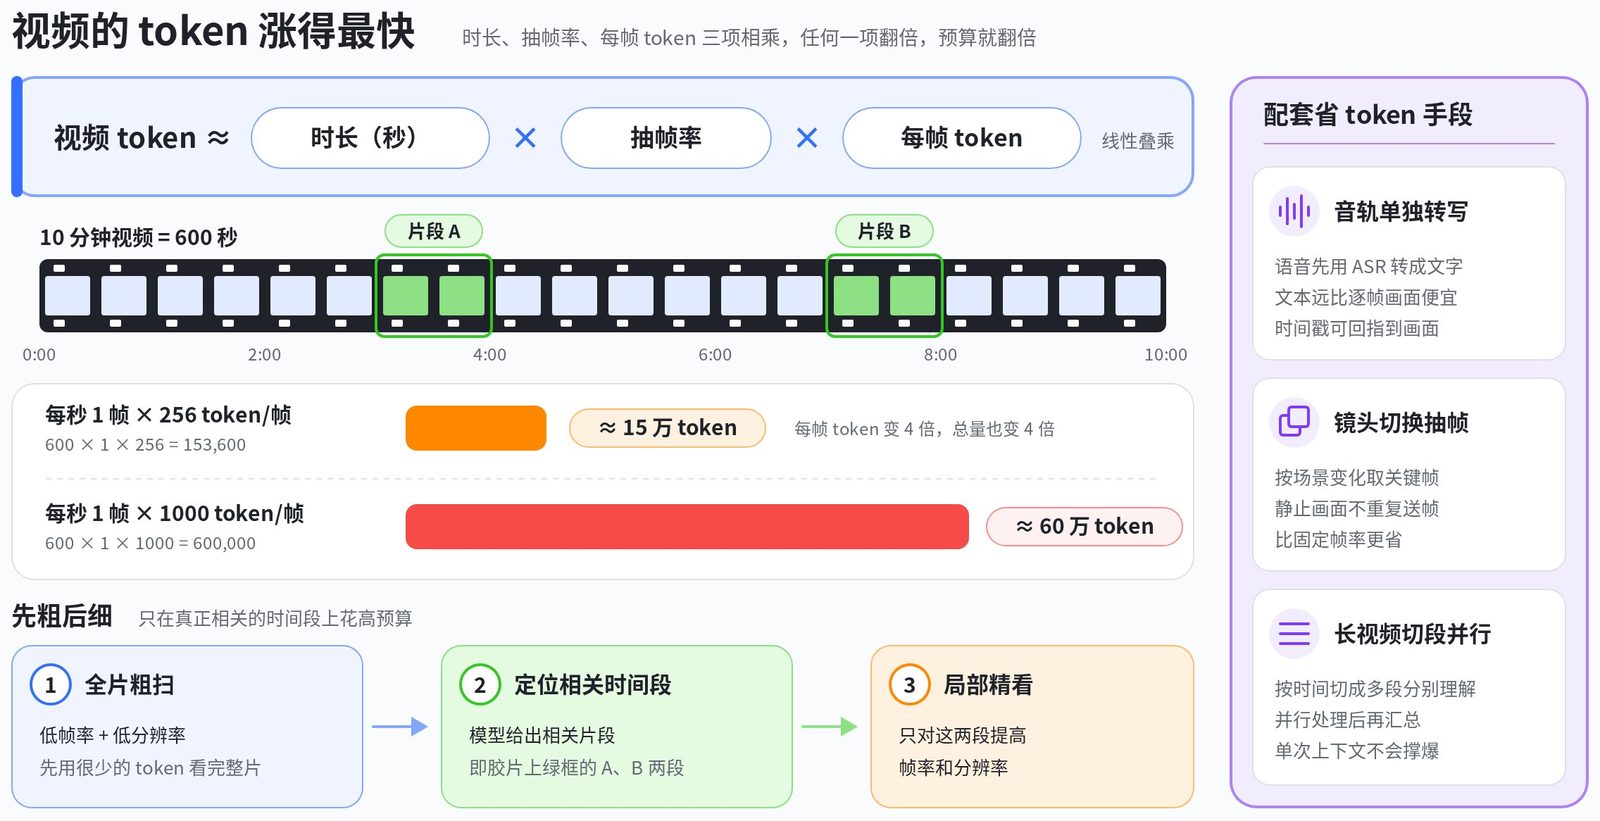 视频的 token 涨得最快
时长、抽帧率、每帧 token 三项相乘，任何一项翻倍，预算就翻倍
视频 token ≈ 时长（秒） × 抽帧率 × 每帧 token 线性叠乘
10 分钟视频 = 600 秒
片段 A
片段 B
0:00 2:00 4:00 6:00 8:00 10:00
每秒 1 帧 × 256 token/帧
600 × 1 × 256 = 153,600
≈ 15 万 token
每帧 token 变 4 倍，总量也变 4 倍
每秒 1 帧 × 1000 token/帧
600 × 1 × 1000 = 600,000
≈ 60 万 token
先粗后细
只在真正相关的时间段上花高预算
1 全片粗扫
低帧率 + 低分辨率
先用很少的 token 看完整片
2 定位相关时间段
模型给出相关片段
即胶片上绿框的 A、B 两段
3 局部精看
只对这两段提高
帧率和分辨率
配套省 token 手段
音轨单独转写
语音先用 ASR 转成文字
文本远比逐帧画面便宜
时间戳可回指到画面
镜头切换抽帧
按场景变化取关键帧
静止画面不重复送帧
比固定帧率更省
长视频切段并行
按时间切成多段分别理解
并行处理后再汇总
单次上下文不会撑爆